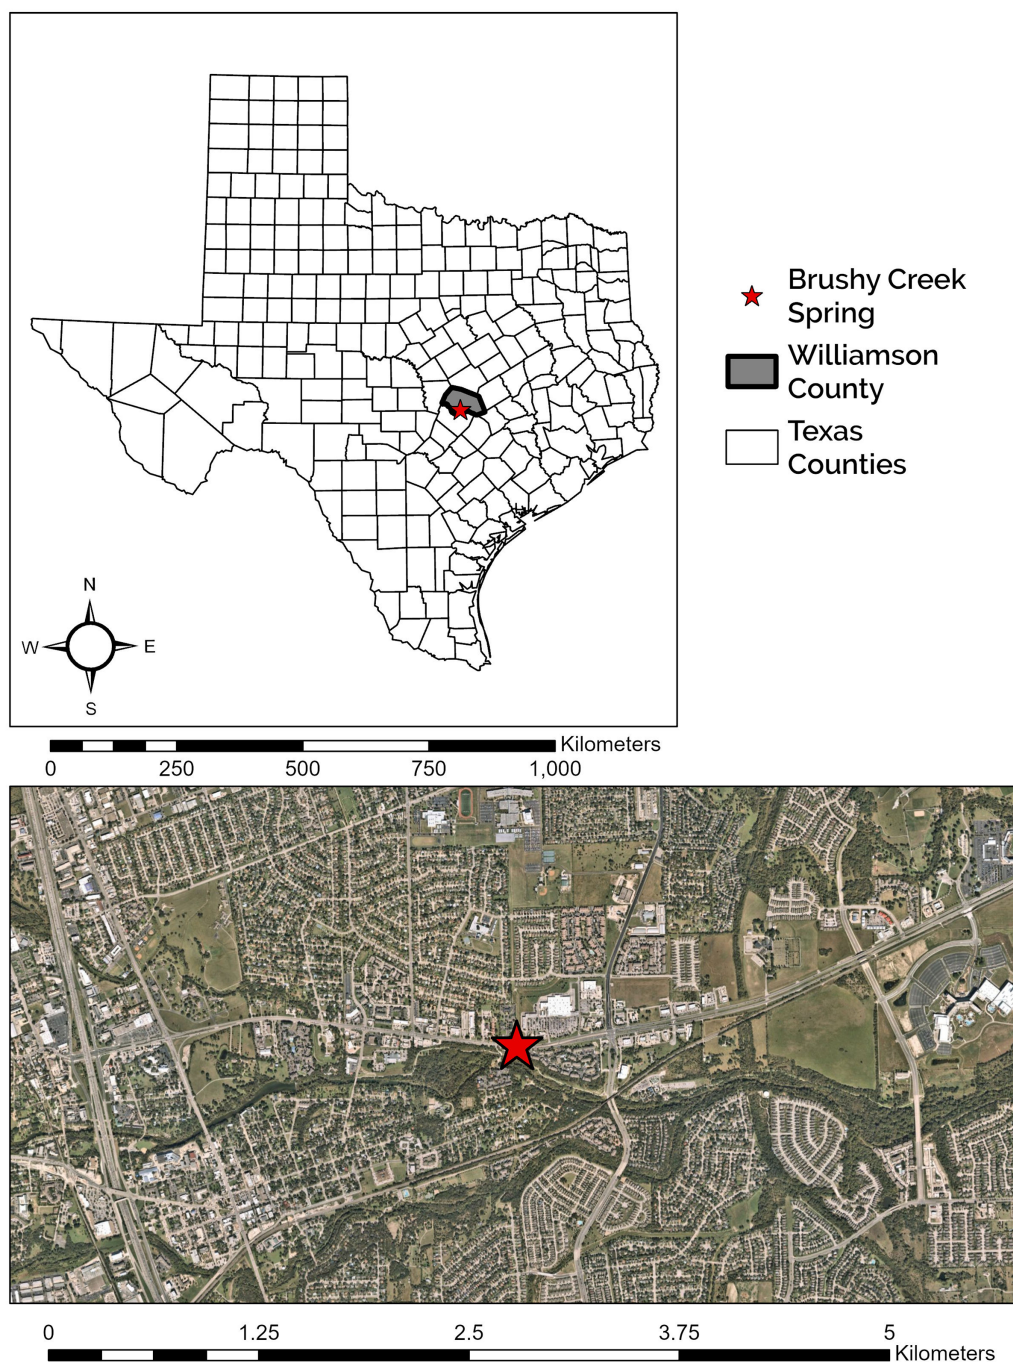 Brushy Creek
Spring
Williamson
County
Texas
Counties
N
W E
S
Kilometers
0 250 500 750 1,000
0 1.25 2.5 3.75 5
Kilometers